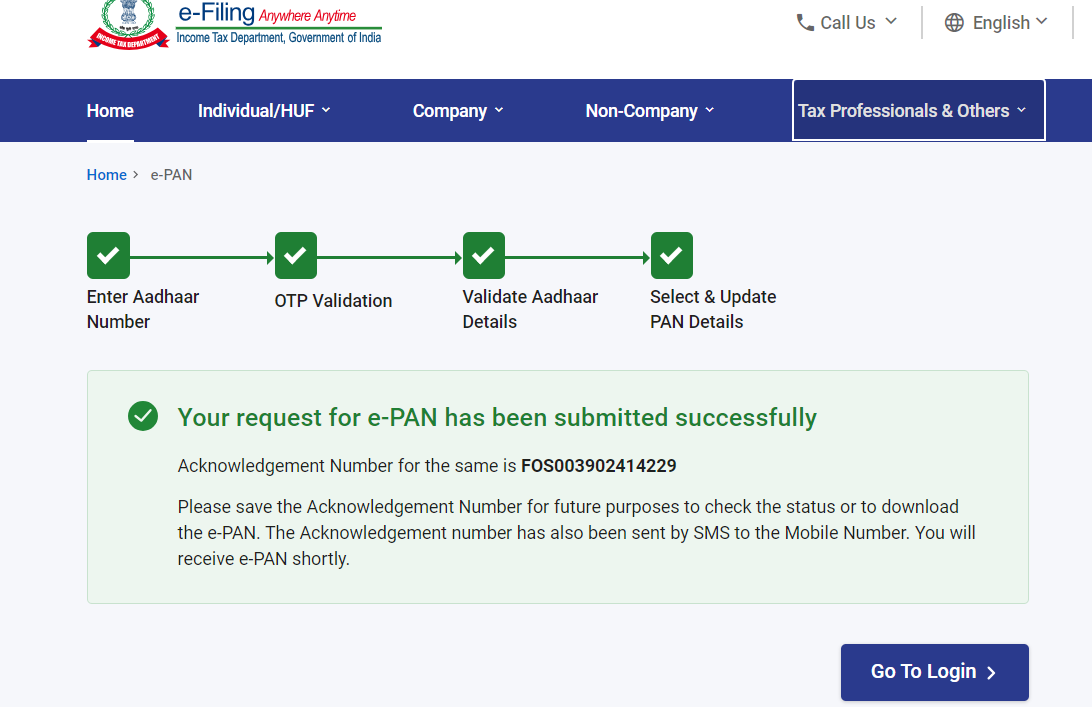 e-Filing Anywhere Anytime
Income Tax Department, Government of India
INCOME TAX DEPARTMENT
Call Us
English
Home
Individual/HUF
Company
Non-Company
Tax Professionals & Others
Home > e-PAN
Enter Aadhaar
Number
OTP Validation
Validate Aadhaar
Details
Select & Update
PAN Details
Your request for e-PAN has been submitted successfully
Acknowledgement Number for the same is FOS003902414229
Please save the Acknowledgement Number for future purposes to check the status or to download
the e-PAN. The Acknowledgement number has also been sent by SMS to the Mobile Number. You will
receive e-PAN shortly.
Go To Login >